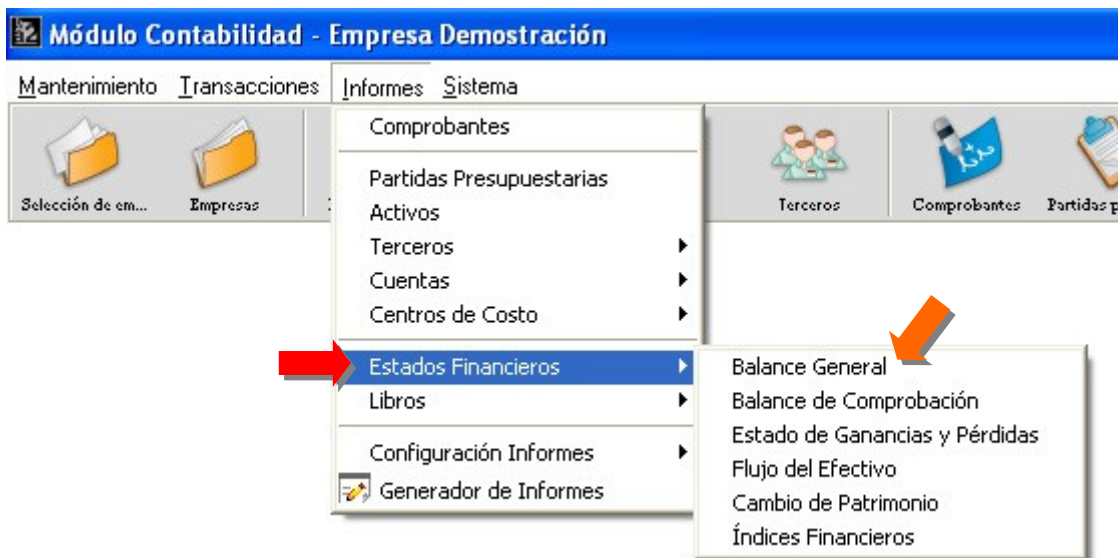 Módulo Contabilidad - Empresa Demostración
Mantenimiento Transacciones Informes Sistema
Selección de em... Empresas Terceros Comprobantes Partidas p
Comprobantes
Partidas Presupuestarias
Activos
Terceros
Cuentas
Centros de Costo
Estados Financieros
Libros
Configuración Informes
Generador de Informes
Balance General
Balance de Comprobación
Estado de Ganancias y Pérdidas
Flujo del Efectivo
Cambio de Patrimonio
Índices Financieros